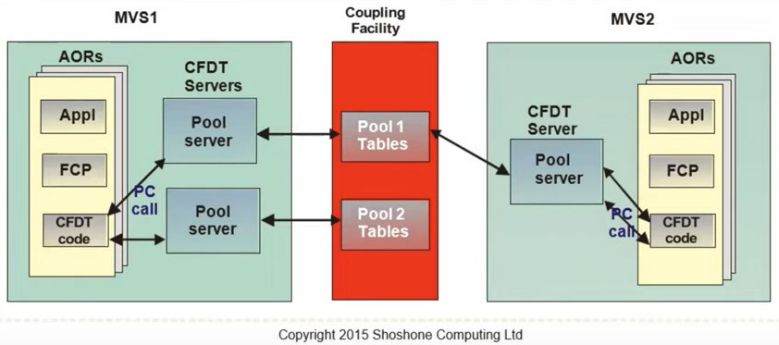 MVS1
Coupling
Facility
MVS2
AORs
CFDT
Servers
Appl
FCP
CFDT
code
PC
call
Pool
server
Pool
server
Pool 1
Tables
Pool 2
Tables
CFDT
Server
Pool
server
PC
call
AORs
Appl
FCP
CFDT
code
Copyright 2015 Shoshone Computing Ltd